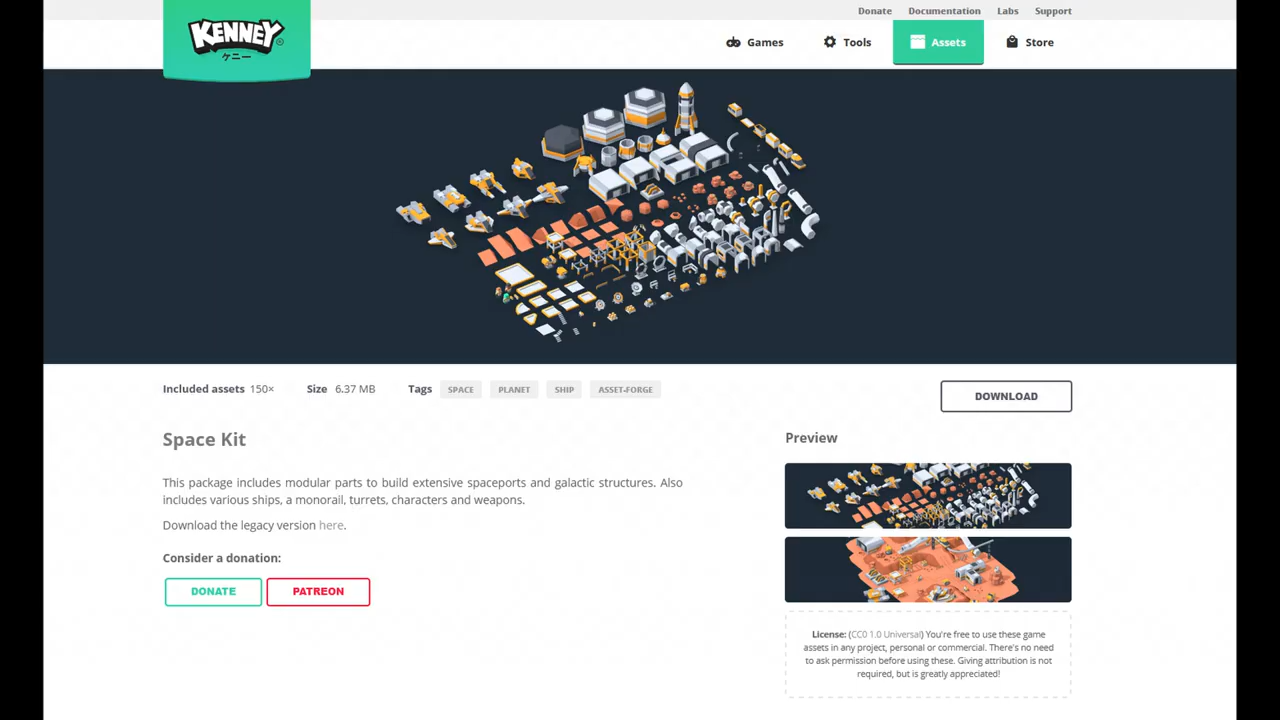 Donate Documentation Labs Support
KENNEY
ケニー
Games Tools Assets Store
Included assets 150× Size 6.37 MB Tags SPACE PLANET SHIP ASSET-FORGE
DOWNLOAD
Space Kit
This package includes modular parts to build extensive spaceports and galactic structures. Also
includes various ships, a monorail, turrets, characters and weapons.
Download the legacy version here.
Consider a donation:
DONATE PATREON
Preview
License: (CC0 1.0 Universal) You're free to use these game
assets in any project, personal or commercial. There's no need
to ask permission before using these. Giving attribution is not
required, but is greatly appreciated!